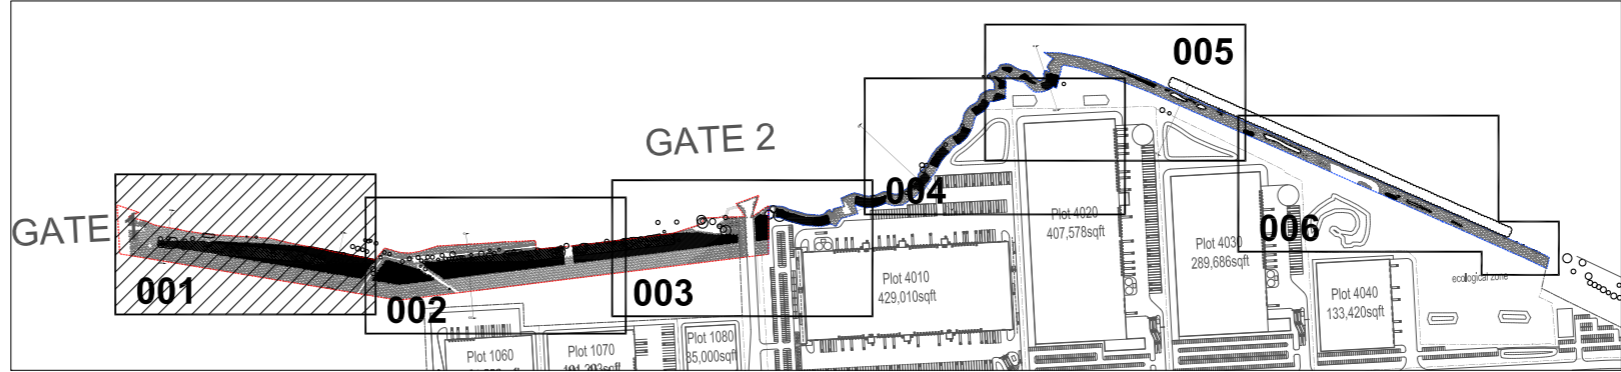 005
GATE 2
004
Plot 4020
407,578sqft
GATE 1
006
Plot 4030
289,686sqft
001
002
003
Plot 4010
429,010sqft
ecological zone
Plot 4040
133,420sqft
Plot 1060
Plot 1070
Plot 1080